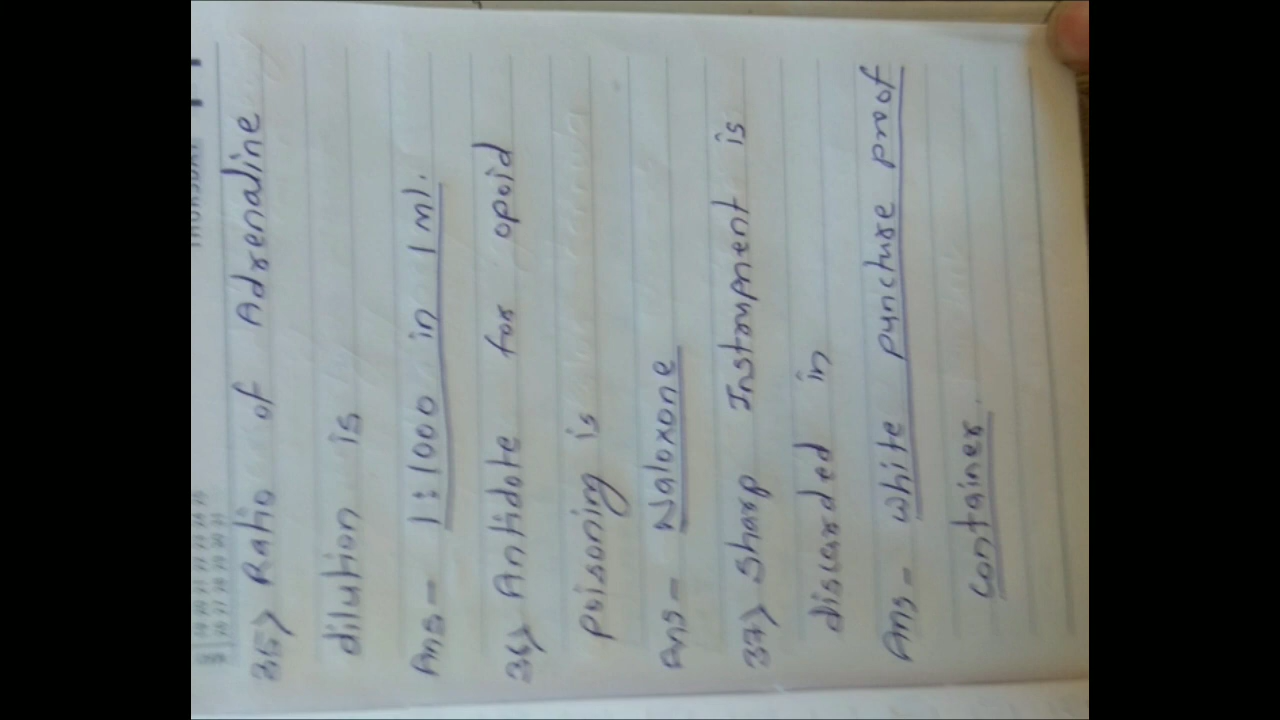 35> Ratio of Adrenaline
dilution is
Ans - 1:1000 in 1 ml.
36> Antidote for opoid
poisoning is
Ans - Naloxone
37> Sharp Instrument is
discarded in
Ans - White puncture proof
container.